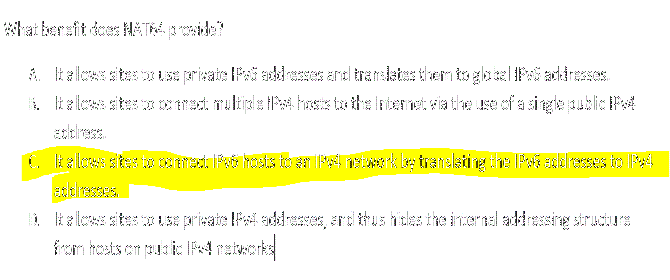 What benefit does NAT64 provide?
A. It allows sites to use private IPv6 addresses and translates them to global IPv6 addresses.
B. It allows sites to connect multiple IPv4 hosts to the Internet via the use of a single public IPv4
address.
C. It allows sites to connect IPv6 hosts to an IPv4 network by translating the IPv6 addresses to IPv4
addresses.
D. It allows sites to use private IPv4 addresses, and thus hides the internal addressing structure
from hosts on public IPv4 networks